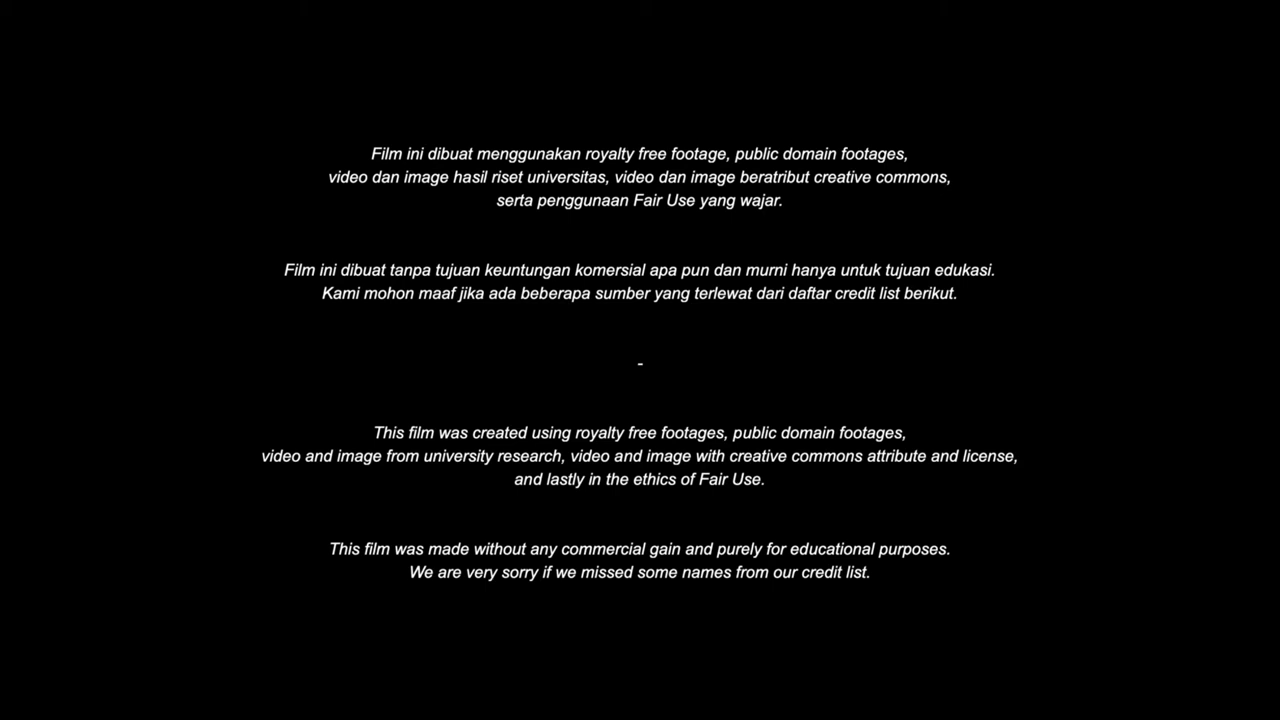 Film ini dibuat menggunakan royalty free footage, public domain footages,
video dan image hasil riset universitas, video dan image beratribut creative commons,
serta penggunaan Fair Use yang wajar.
Film ini dibuat tanpa tujuan keuntungan komersial apa pun dan murni hanya untuk tujuan edukasi.
Kami mohon maaf jika ada beberapa sumber yang terlewat dari daftar credit list berikut.
-
This film was created using royalty free footages, public domain footages,
video and image from university research, video and image with creative commons attribute and license,
and lastly in the ethics of Fair Use.
This film was made without any commercial gain and purely for educational purposes.
We are very sorry if we missed some names from our credit list.